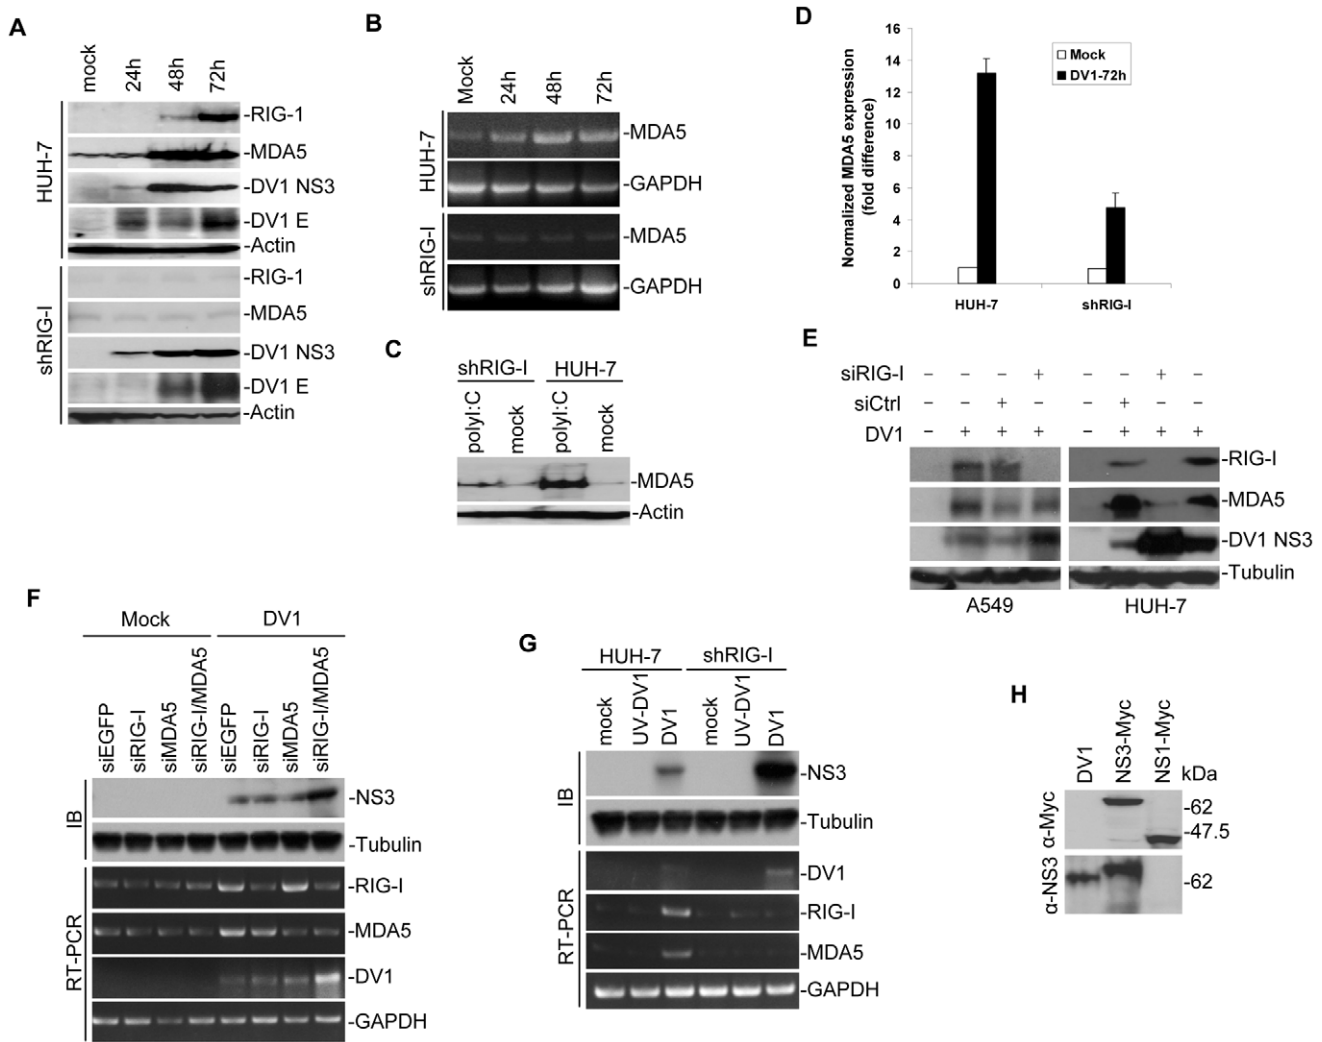 A
mock 24h 48h 72h
HUH-7
-RIG-1
-MDA5
-DV1 NS3
-DV1 E
-Actin
shRIG-I
-RIG-1
-MDA5
-DV1 NS3
-DV1 E
-Actin
B
Mock 24h 48h 72h
HUH-7
-MDA5
-GAPDH
shRIG-I
-MDA5
-GAPDH
C
shRIG-I HUH-7
polyI:C mock polyI:C mock
-MDA5
-Actin
D
Normalized MDA5 expression
(fold difference)
16
14
12
10
8
6
4
2
0
Mock
DV1-72h
HUH-7 shRIG-I
E
siRIG-I - - - + - - + -
siCtrl - - + - - + - -
DV1 - + + + - + + +
-RIG-I
-MDA5
-DV1 NS3
-Tubulin
A549 HUH-7
F
Mock DV1
siEGFP siRIG-I siMDA5 siRIG-I/MDA5 siEGFP siRIG-I siMDA5 siRIG-I/MDA5
IB
-NS3
-Tubulin
RT-PCR
-RIG-I
-MDA5
-DV1
-GAPDH
G
HUH-7 shRIG-I
mock UV-DV1 DV1 mock UV-DV1 DV1
IB
-NS3
-Tubulin
RT-PCR
-DV1
-RIG-I
-MDA5
-GAPDH
H
DV1 NS3-Myc NS1-Myc
kDa
α-Myc
-62
-47.5
α-NS3
-62